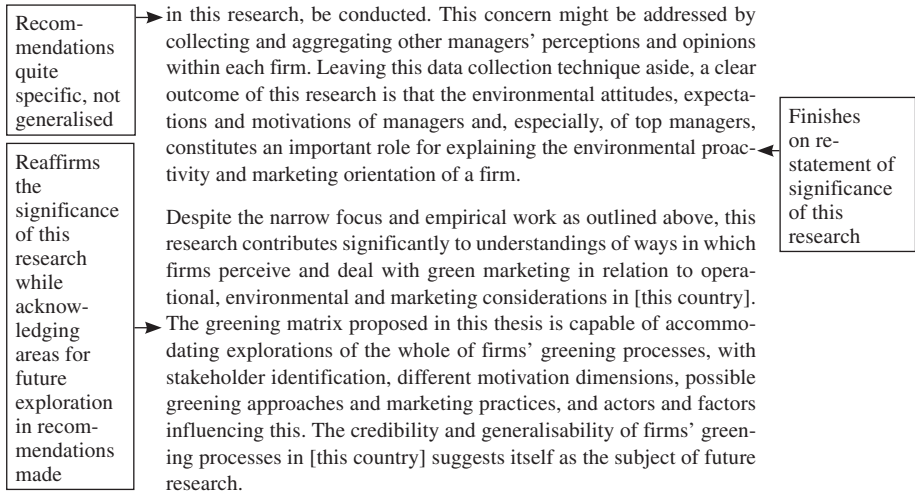 Recom-
mendations
quite
specific, not
generalised
in this research, be conducted. This concern might be addressed by
collecting and aggregating other managers’ perceptions and opinions
within each firm. Leaving this data collection technique aside, a clear
outcome of this research is that the environmental attitudes, expecta-
tions and motivations of managers and, especially, of top managers,
constitutes an important role for explaining the environmental proac-
tivity and marketing orientation of a firm.
Finishes
on re-
statement of
significance
of this
research
Reaffirms
the
significance
of this
research
while
acknow-
ledging
areas for
future
exploration
in recom-
mendations
made
Despite the narrow focus and empirical work as outlined above, this
research contributes significantly to understandings of ways in which
firms perceive and deal with green marketing in relation to opera-
tional, environmental and marketing considerations in [this country].
The greening matrix proposed in this thesis is capable of accommo-
dating explorations of the whole of firms’ greening processes, with
stakeholder identification, different motivation dimensions, possible
greening approaches and marketing practices, and actors and factors
influencing this. The credibility and generalisability of firms’ green-
ing processes in [this country] suggests itself as the subject of future
research.